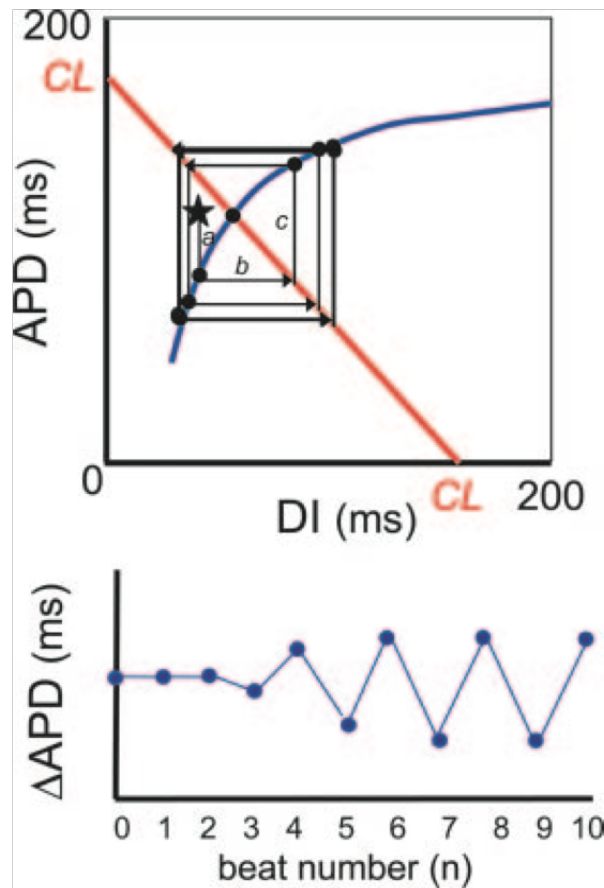 200
CL
APD (ms)
a
b
c
0
CL
200
DI (ms)
ΔAPD (ms)
0 1 2 3 4 5 6 7 8 9 10
beat number (n)